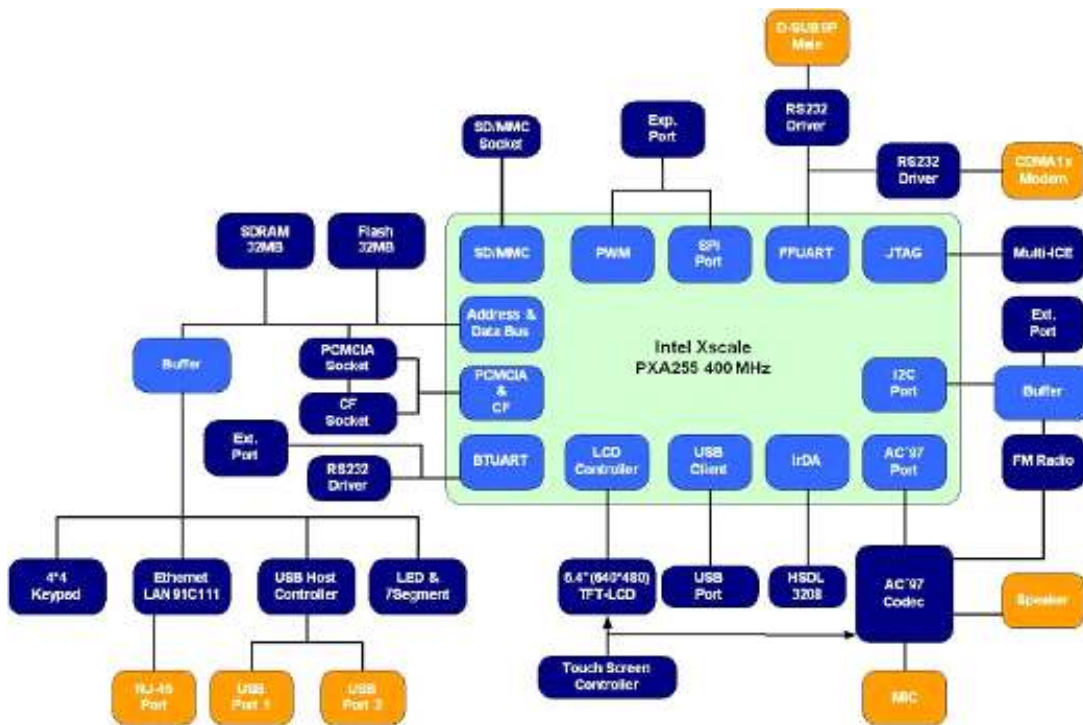 D-SUB9P
Male
RS232
Driver
SD/MMC
Socket
Exp.
Port
RS232
Driver
CDMA1x
Modem
SDRAM
32MB
Flash
32MB
SD/MMC
PWM
SPI
Port
FFUART
JTAG
Multi-ICE
Address &
Data Bus
Ext.
Port
Buffer
PCMCIA
Socket
Intel Xscale
PXA255 400 MHz
PCMCIA
&
CF
I2C
Port
Buffer
CF
Socket
Ext.
Port
BTUART
LCD
Controller
USB
Client
IrDA
AC'97
Port
FM Radio
RS232
Driver
4*4
Keypad
Ethernet
LAN91C111
USB Host
Controller
LED &
7Segment
6.4"(640*480)
TFT-LCD
USB
Port
HSDL
3208
AC'97
Codec
Speaker
Touch Screen
Controller
RJ-45
Port
USB
Port 1
USB
Port 2
MIC